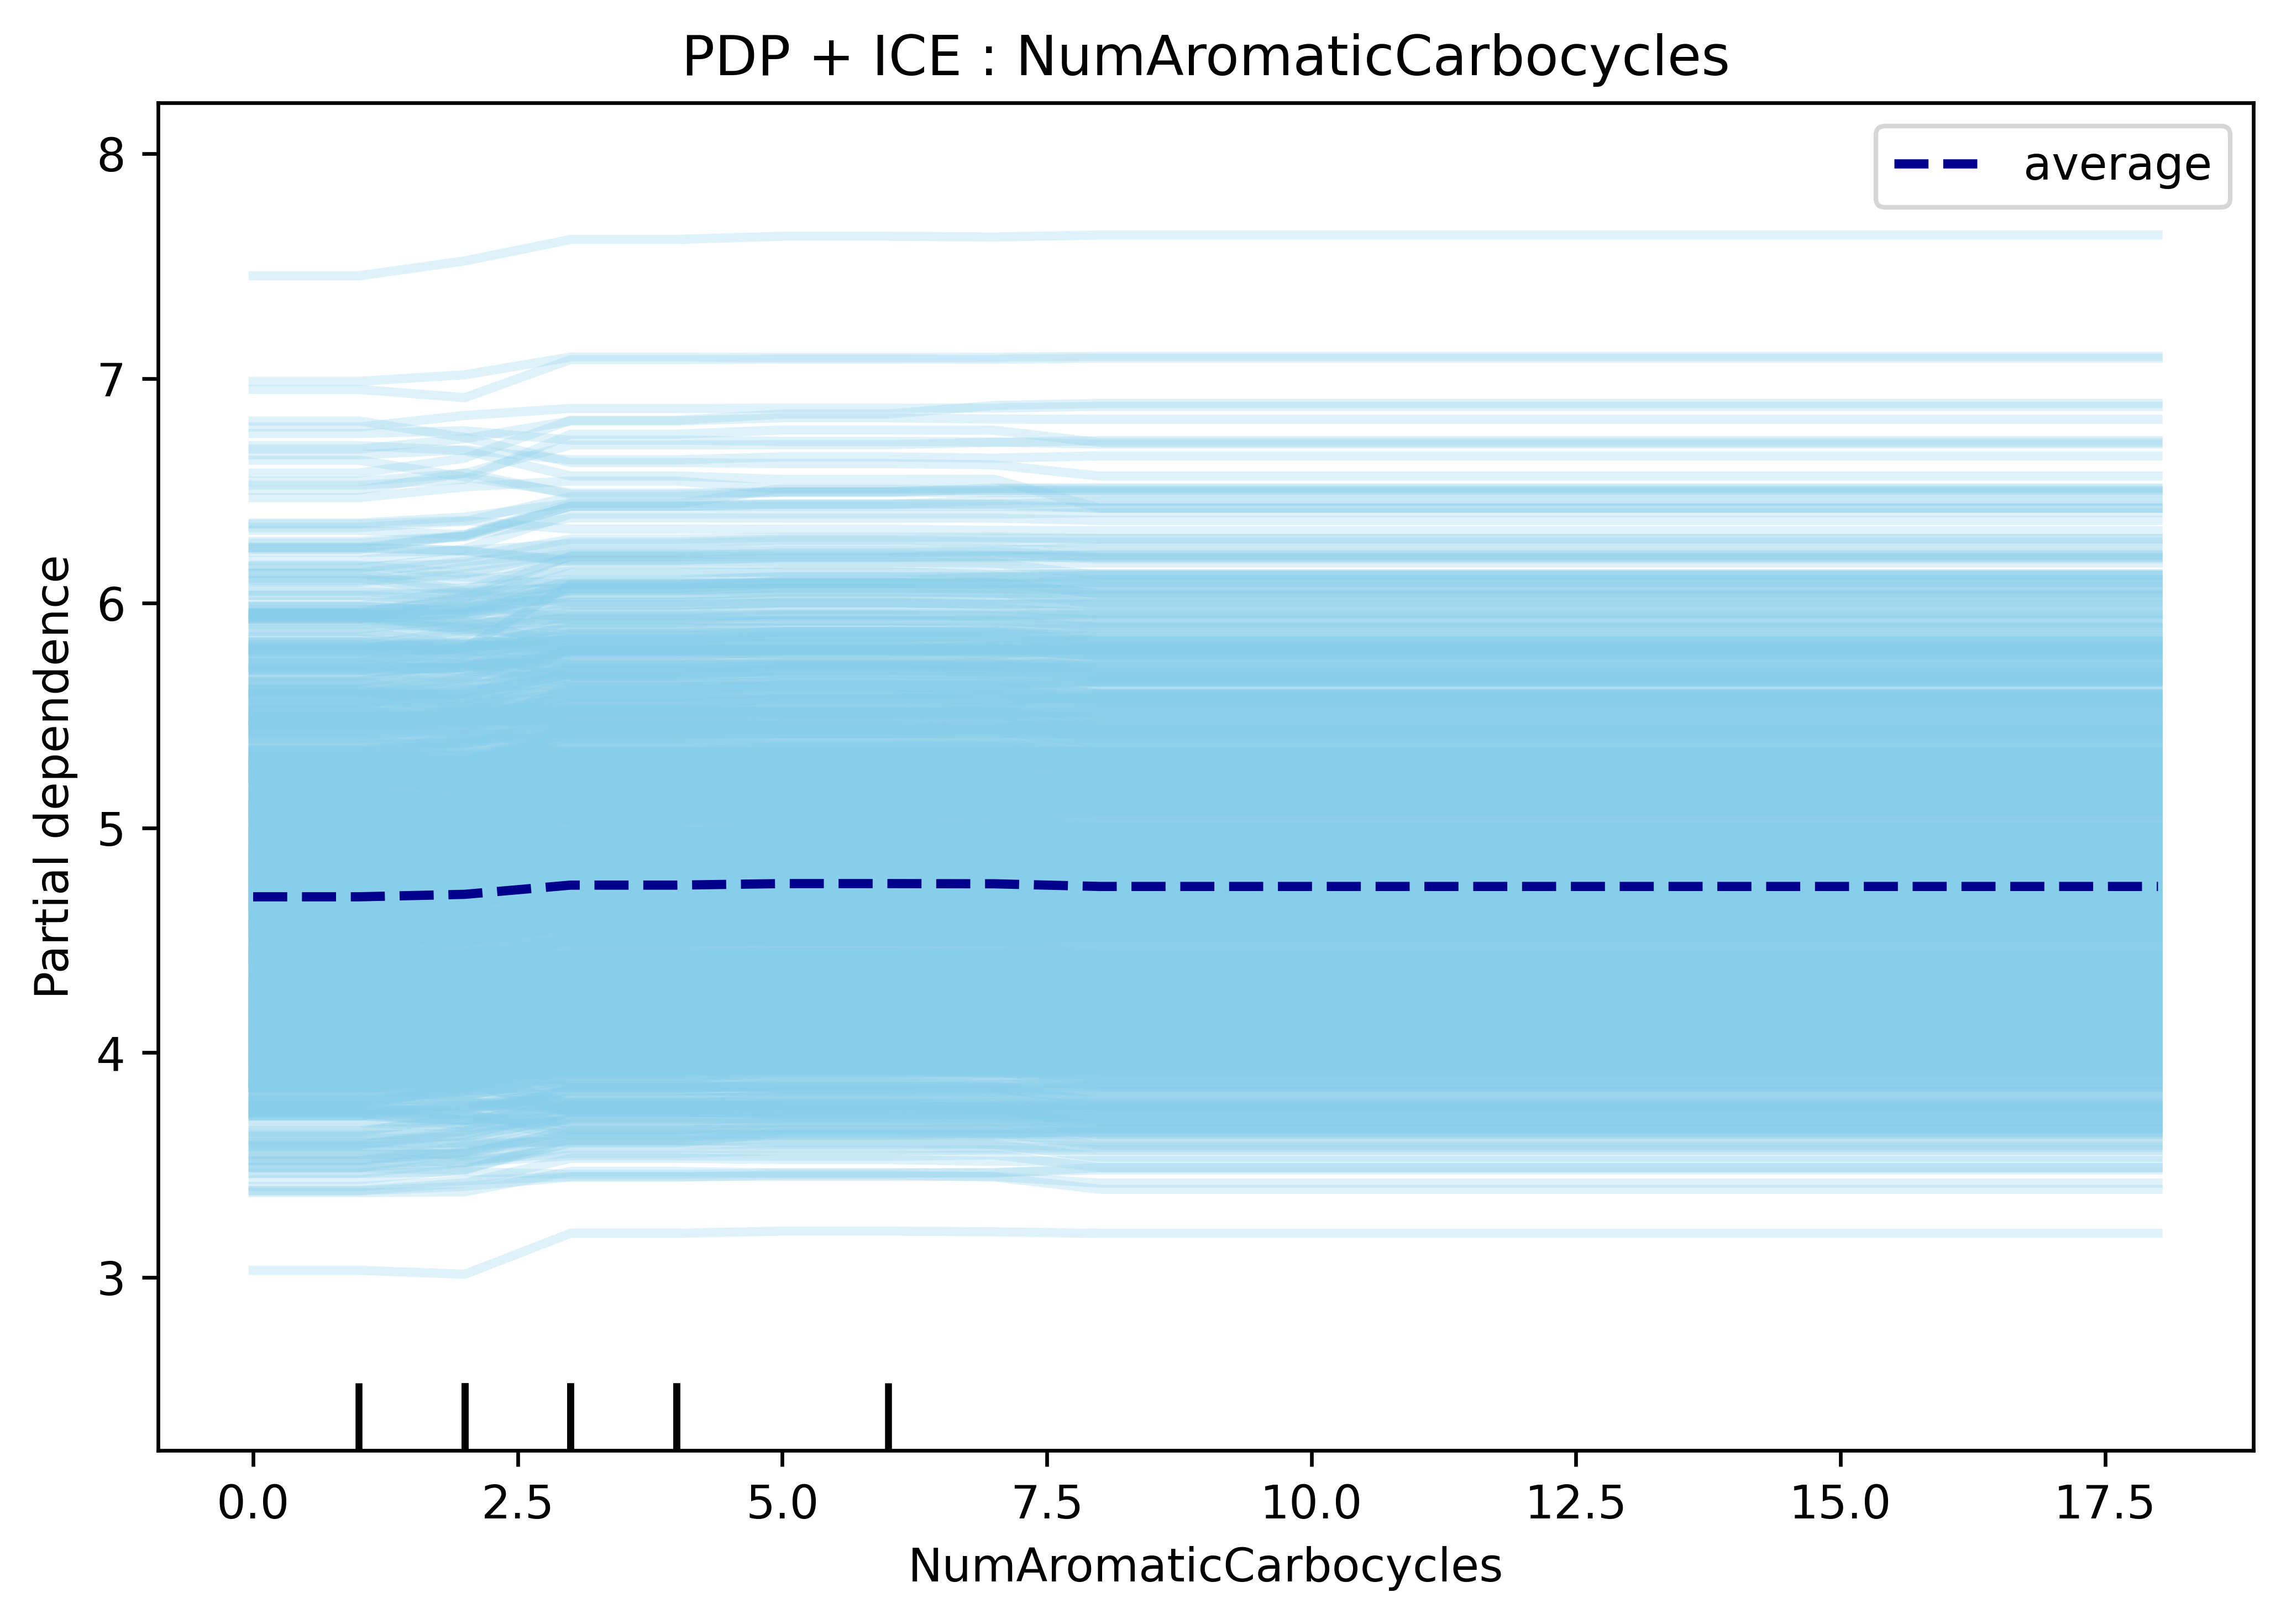 PDP + ICE : NumAromaticCarbocycles
average
8
7
6
5
4
3
Partial dependence
0.0 2.5 5.0 7.5 10.0 12.5 15.0 17.5
NumAromaticCarbocycles